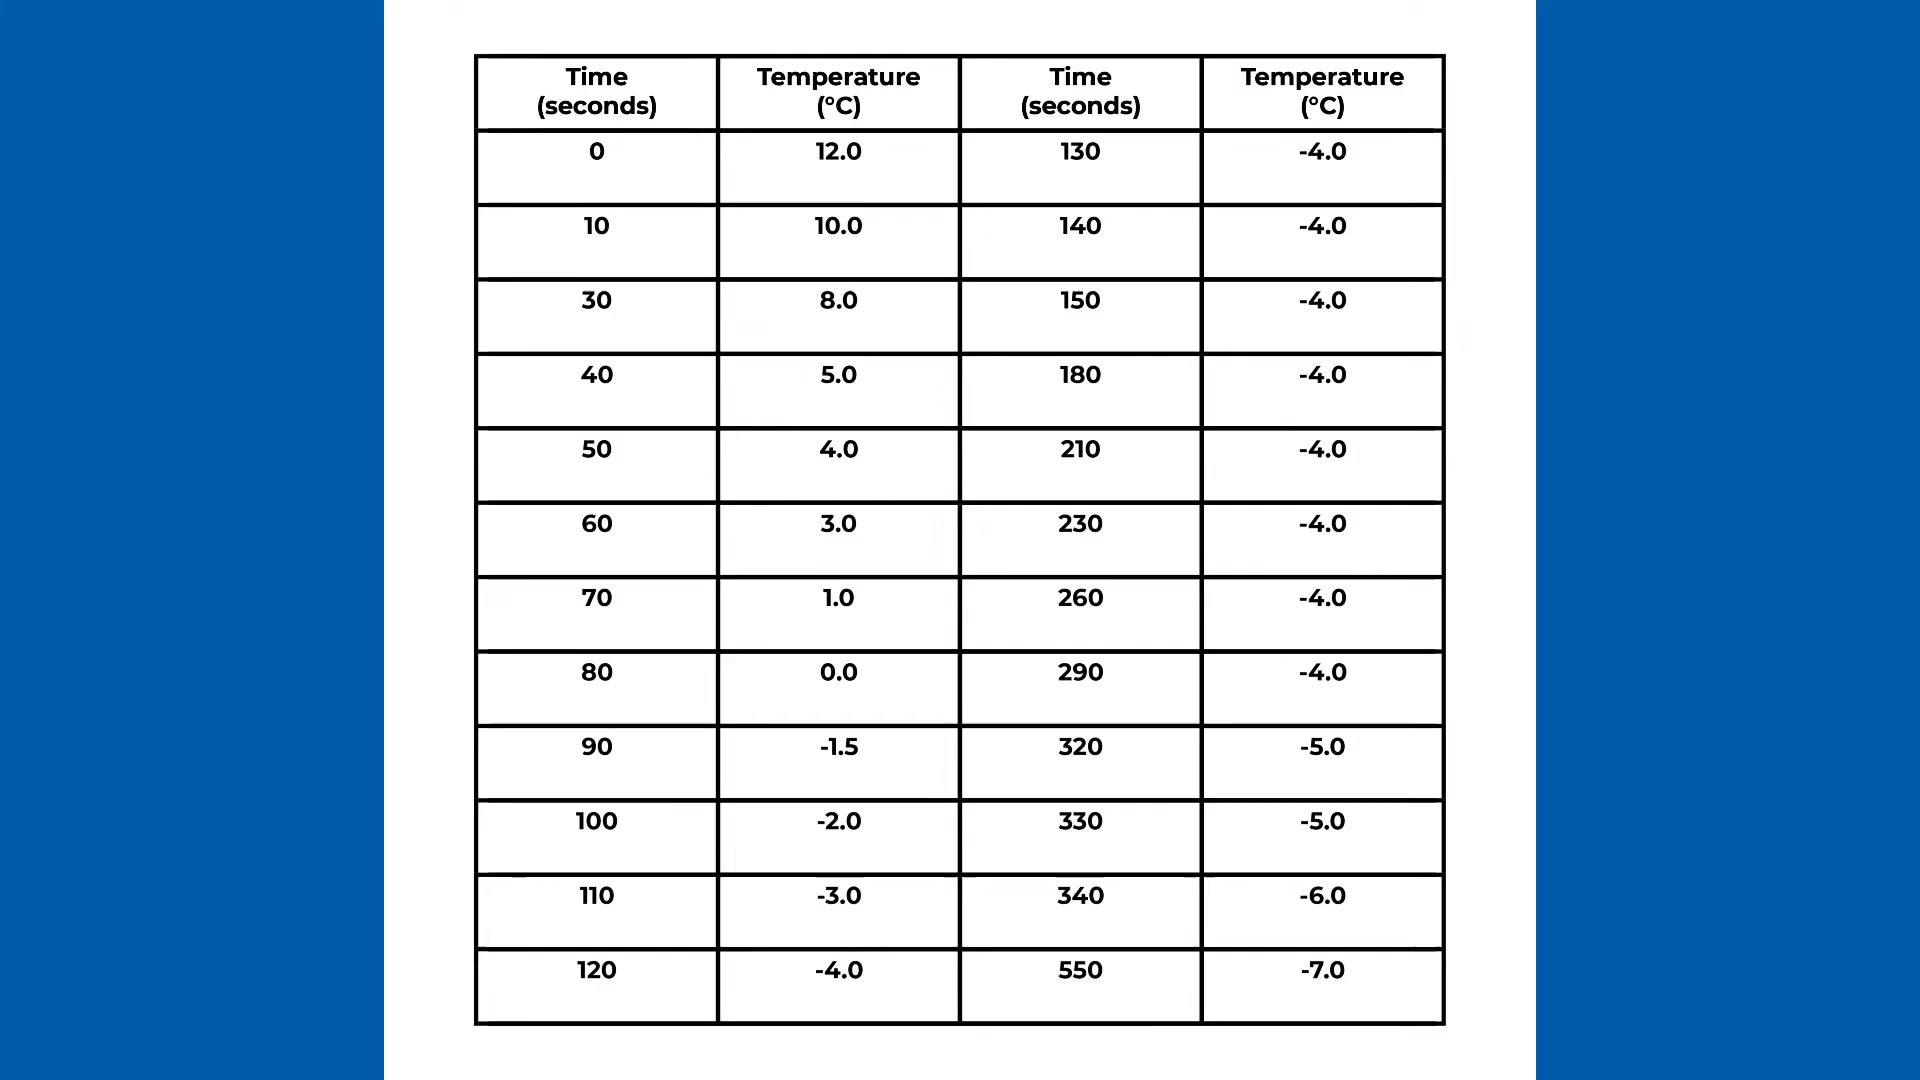 Time (seconds) Temperature (°C) Time (seconds) Temperature (°C)
0 12.0 130 -4.0
10 10.0 140 -4.0
30 8.0 150 -4.0
40 5.0 180 -4.0
50 4.0 210 -4.0
60 3.0 230 -4.0
70 1.0 260 -4.0
80 0.0 290 -4.0
90 -1.5 320 -5.0
100 -2.0 330 -5.0
110 -3.0 340 -6.0
120 -4.0 550 -7.0